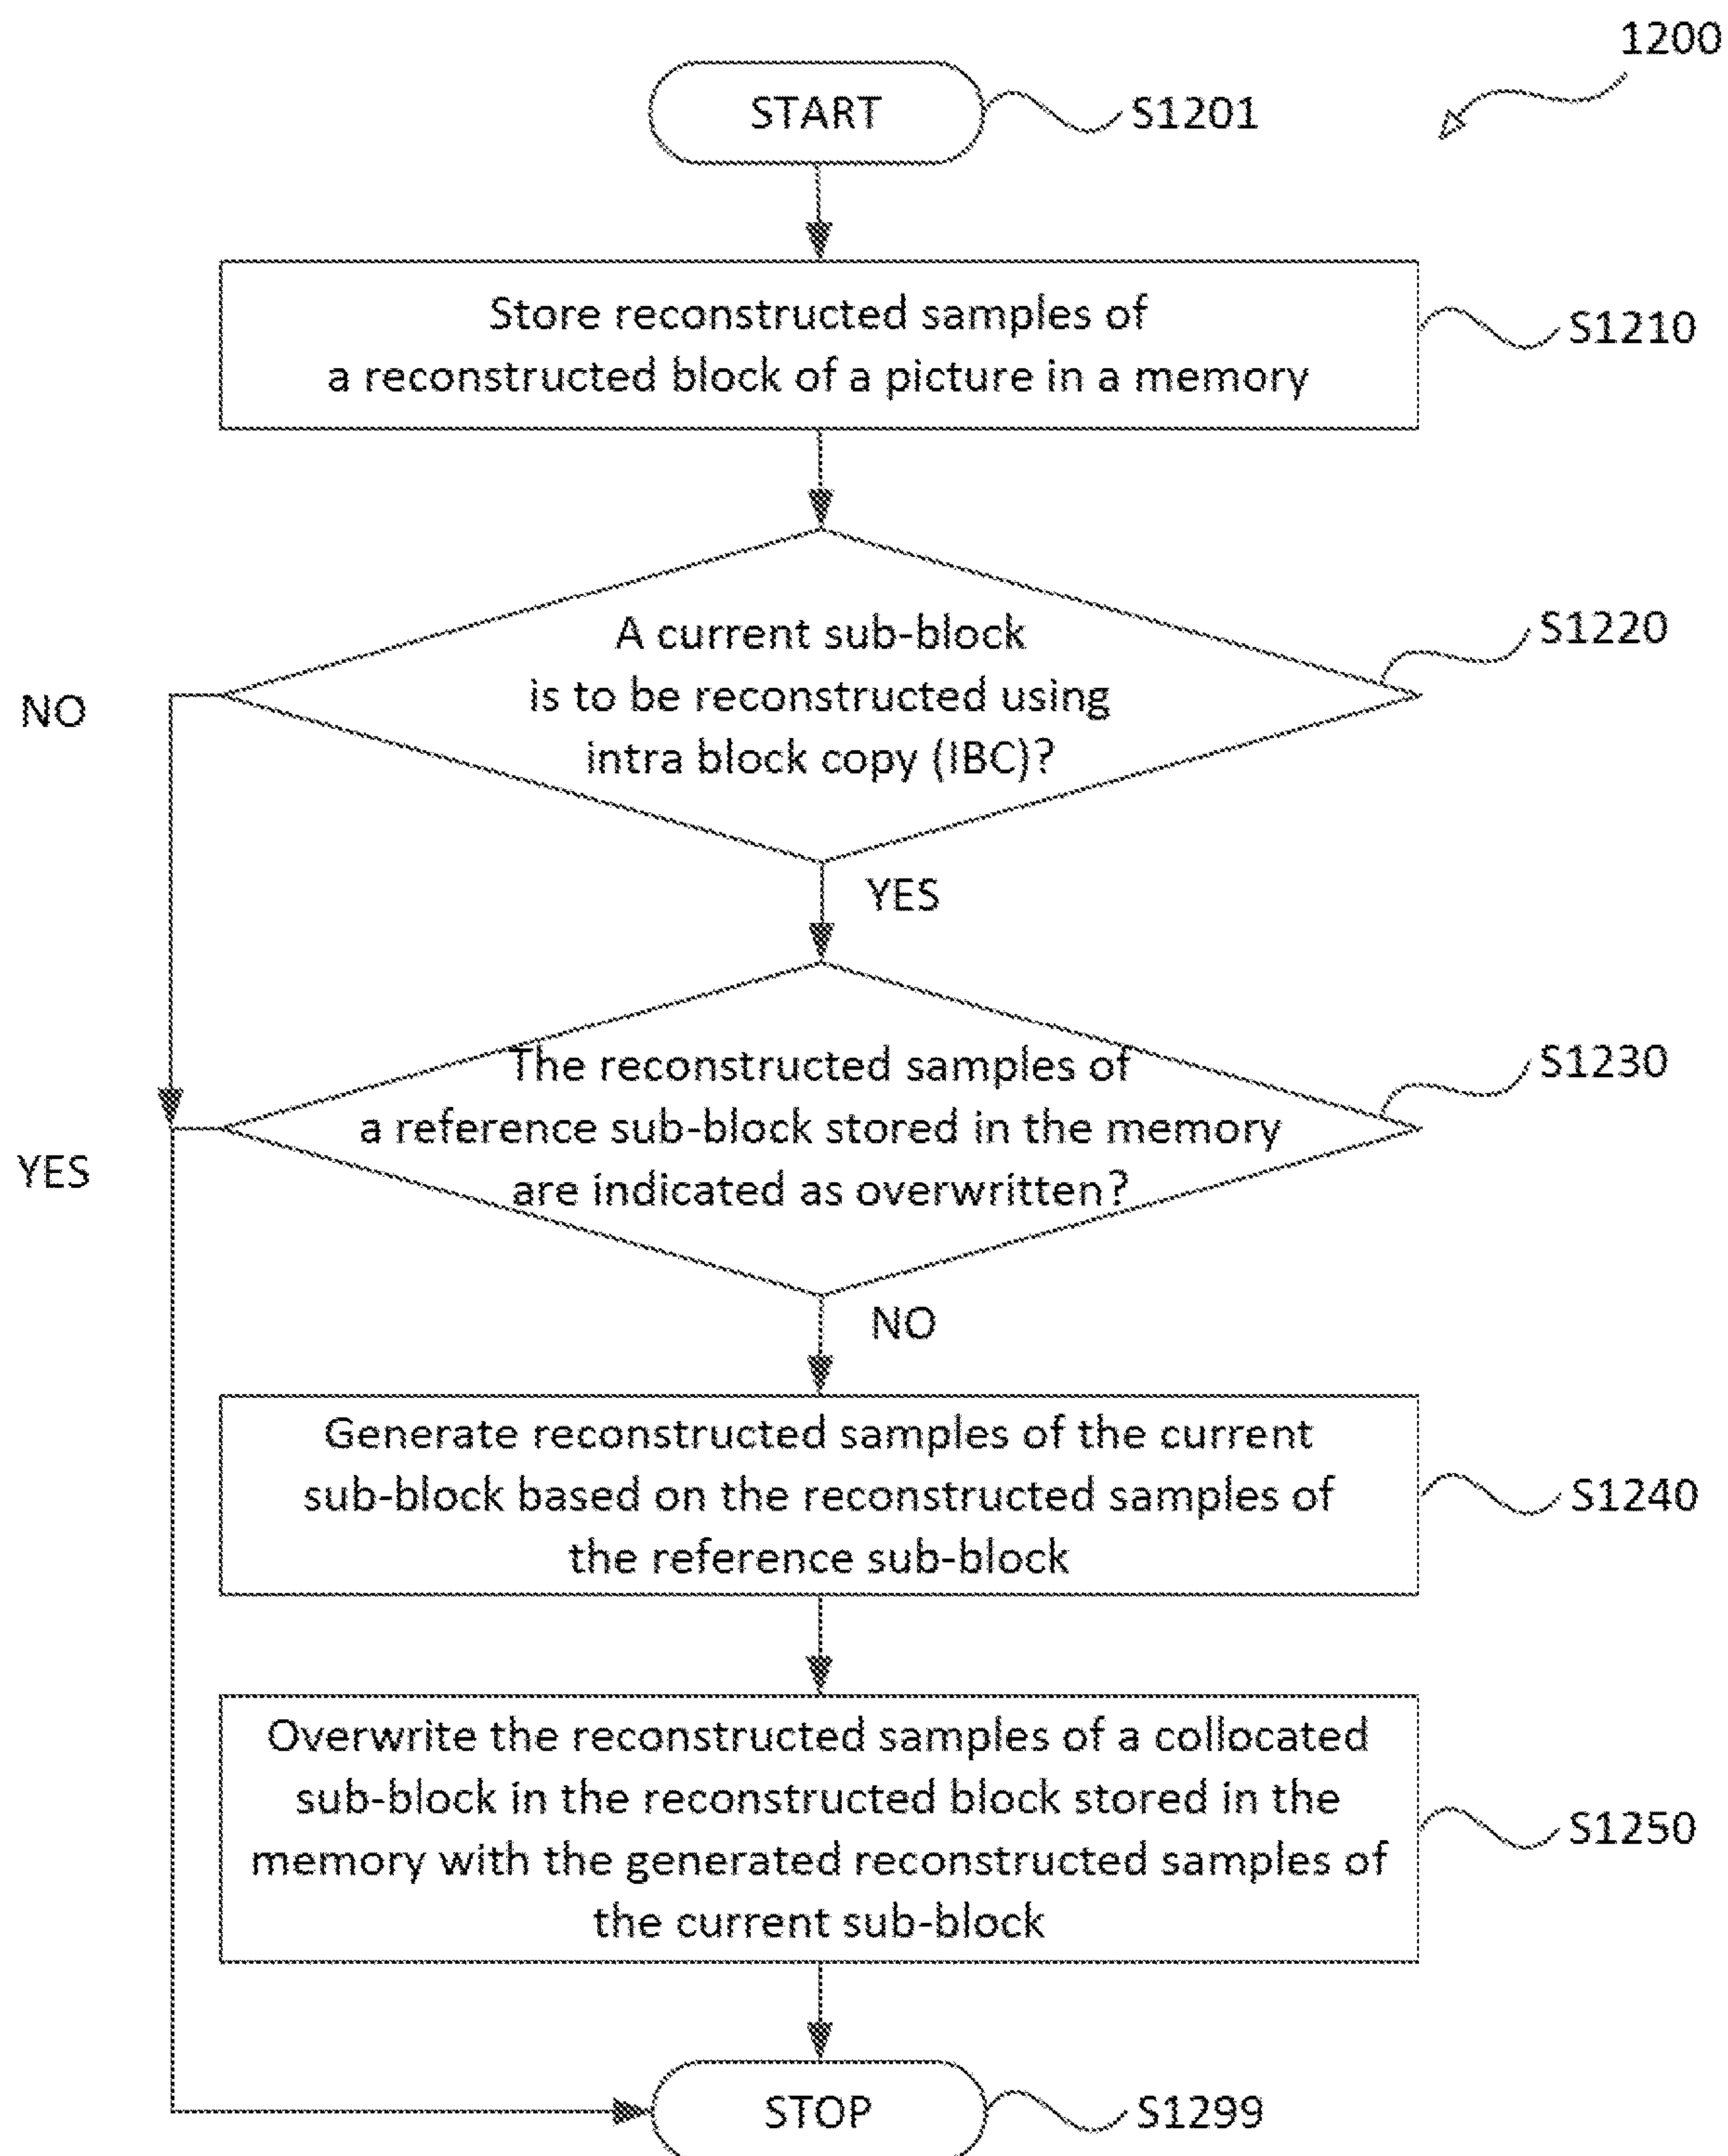 1200
START
S1201
Store reconstructed samples of
a reconstructed block of a picture in a memory
S1210
A current sub-block
is to be reconstructed using
intra block copy (IBC)?
S1220
NO
YES
The reconstructed samples of
a reference sub-block stored in the memory
are indicated as overwritten?
S1230
YES
NO
Generate reconstructed samples of the current
sub-block based on the reconstructed samples of
the reference sub-block
S1240
Overwrite the reconstructed samples of a collocated
sub-block in the reconstructed block stored in the
memory with the generated reconstructed samples of
the current sub-block
S1250
STOP
S1299